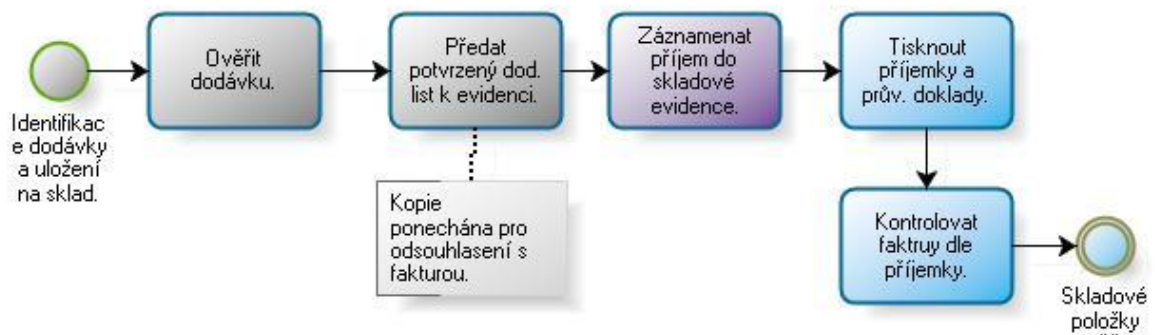 Identifikac
e dodávky
a uložení
na sklad.
Ověřit
dodávku.
Předat
potvrzený dod.
list k evidenci.
Kopie
ponechána pro
odsouhlasení s
fakturou.
Záznamenat
příjem do
skladové
evidence.
Tisknout
příjemky a
prův. doklady.
Kontrolovat
faktruy dle
příjemky.
Skladové
položky